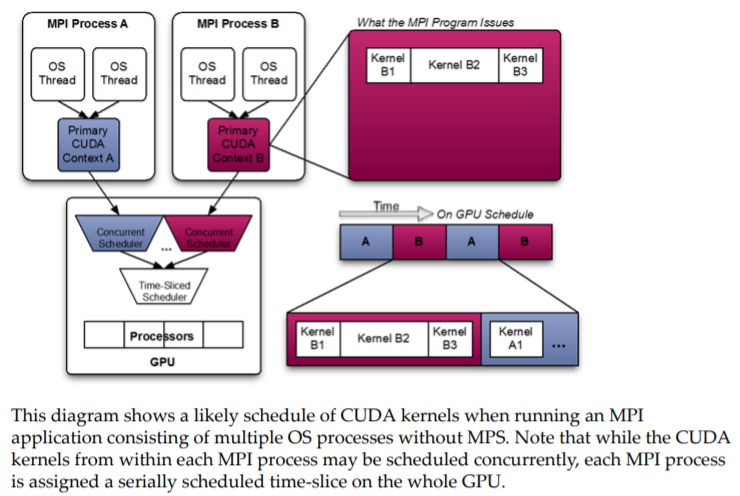 MPI Process A
OS
Thread
OS
Thread
Primary
CUDA
Context A
MPI Process B
OS
Thread
OS
Thread
Primary
CUDA
Context B
What the MPI Program Issues
Kernel
B1
Kernel B2
Kernel
B3
Concurrent
Scheduler
...
Concurrent
Scheduler
Time-Sliced
Scheduler
Processors
GPU
Time
On GPU Schedule
A
B
A
B
Kernel
B1
Kernel B2
Kernel
B3
Kernel
A1
...
This diagram shows a likely schedule of CUDA kernels when running an MPI
application consisting of multiple OS processes without MPS. Note that while the CUDA
kernels from within each MPI process may be scheduled concurrently, each MPI process
is assigned a serially scheduled time-slice on the whole GPU.